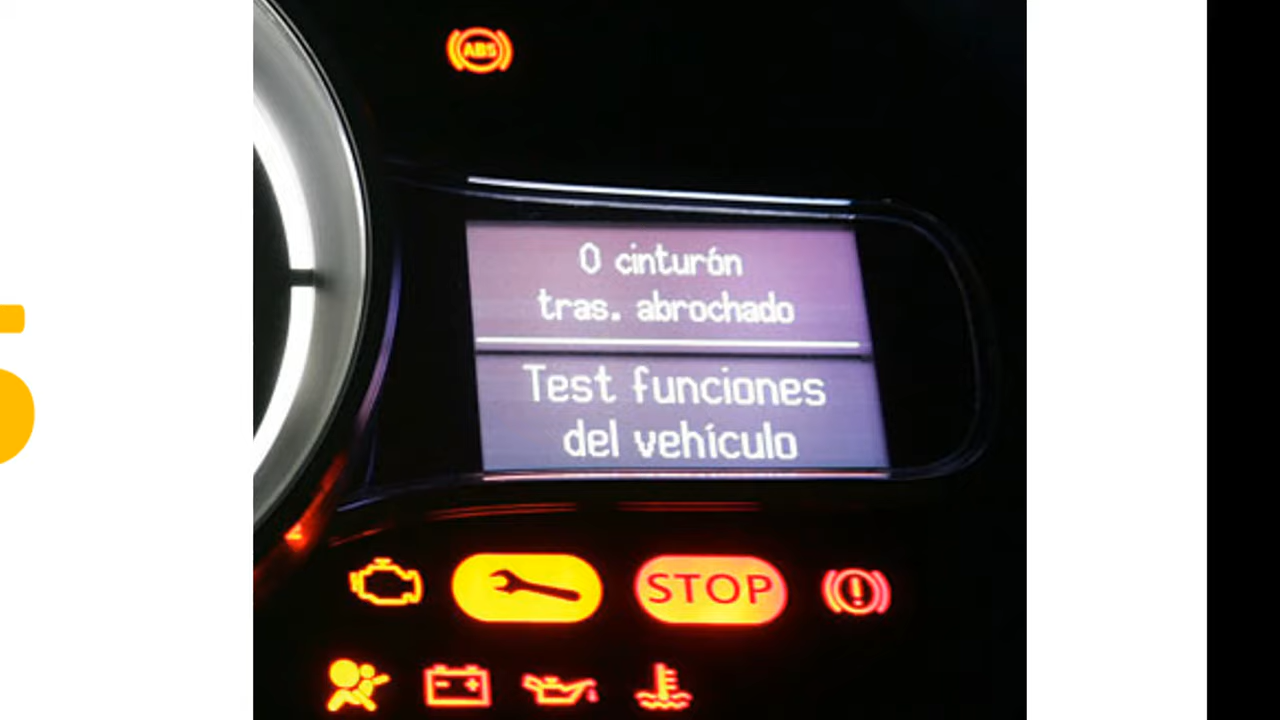 ABS
0 cinturón
tras. abrochado
Test funciones
del vehículo
STOP